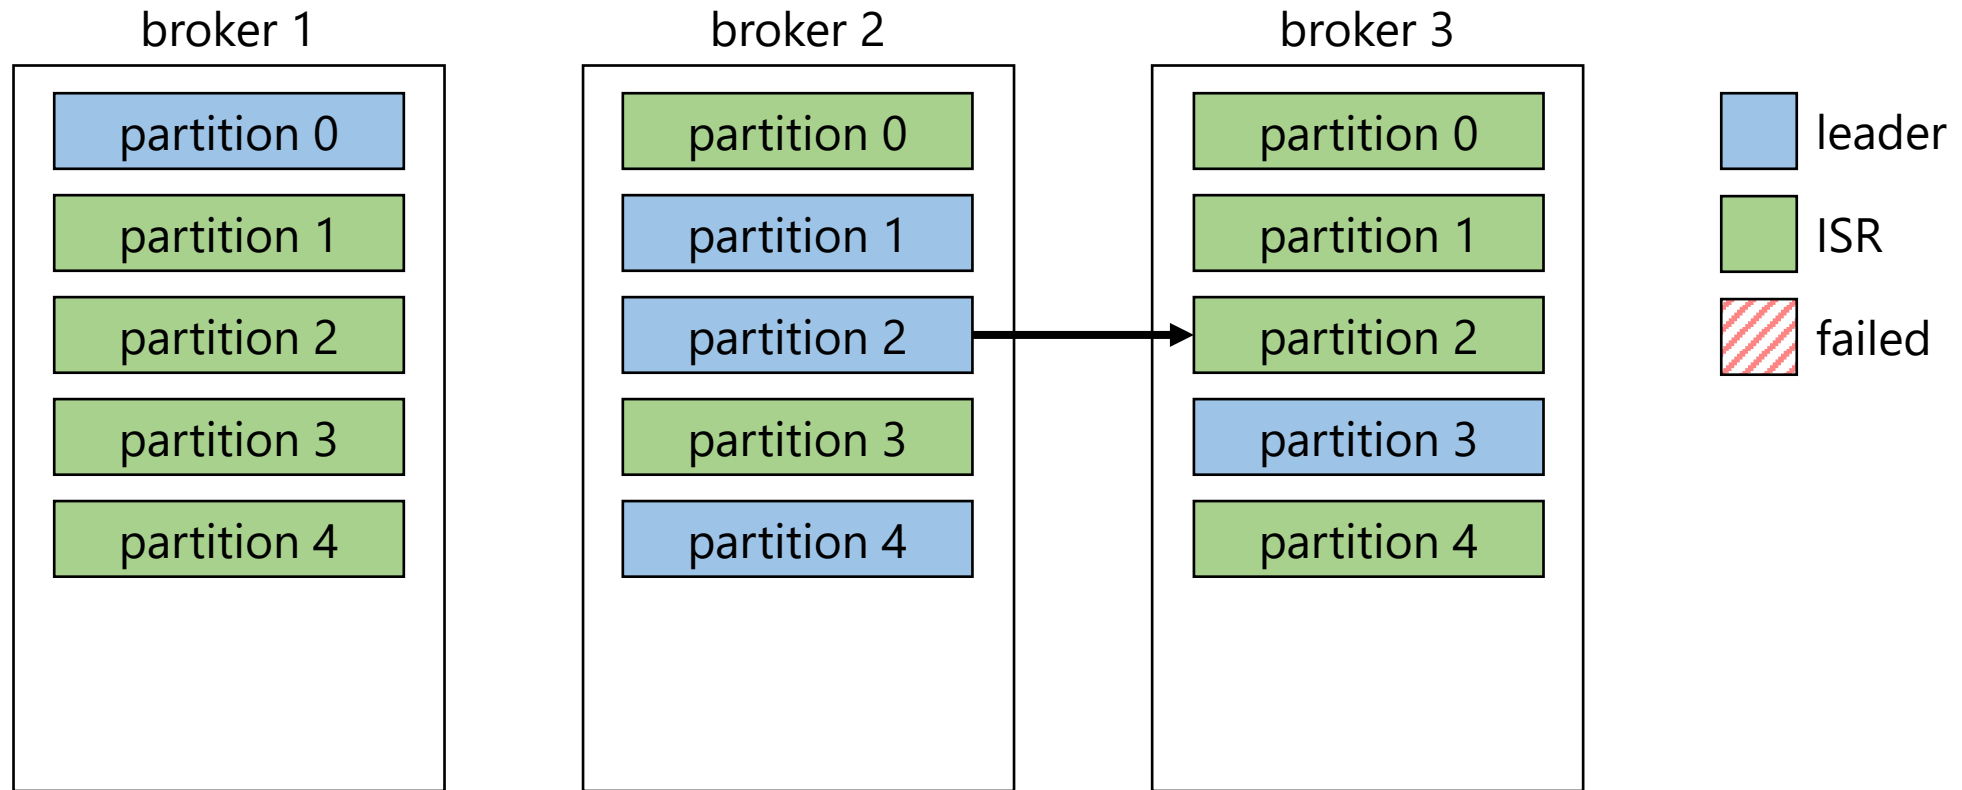 broker 1
partition 0
partition 1
partition 2
partition 3
partition 4
broker 2
partition 0
partition 1
partition 2
partition 3
partition 4
broker 3
partition 0
partition 1
partition 2
partition 3
partition 4
leader
ISR
failed